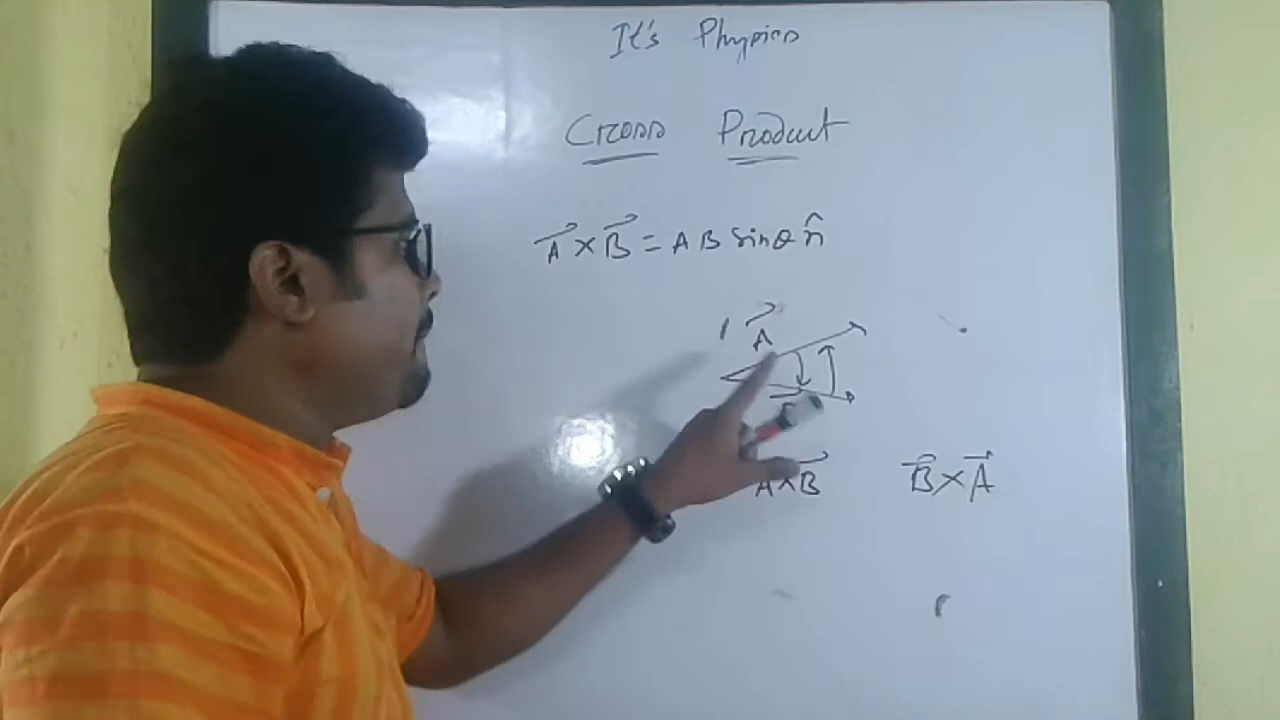 It's Physics
Cross Product
A⃗ × B⃗ = A B Sinθ n̂
A⃗
A × B⃗ B⃗ × A⃗